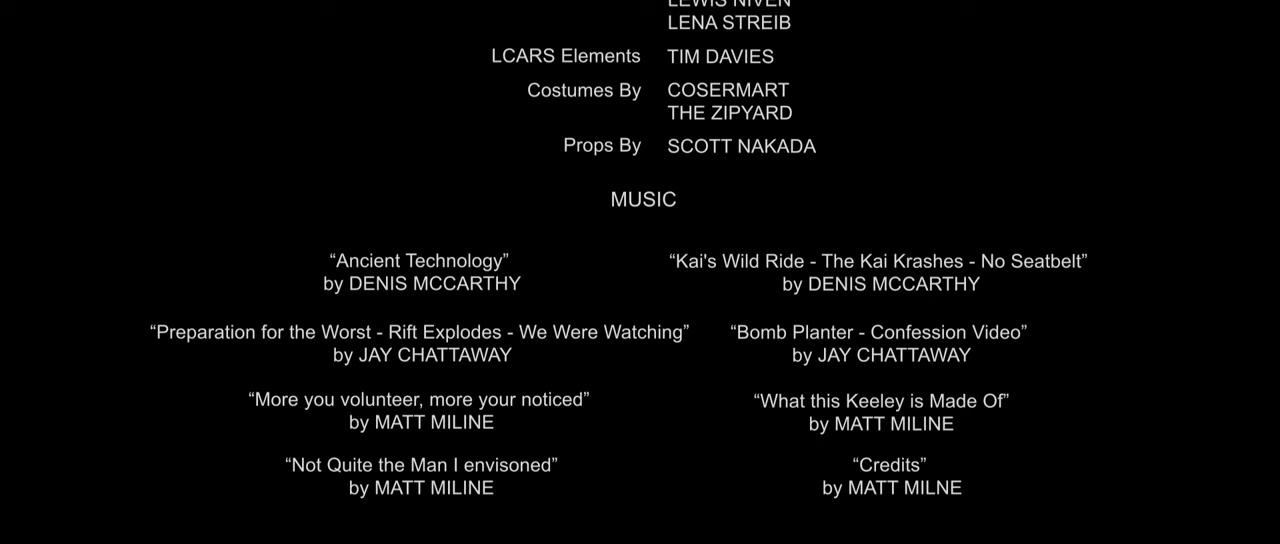 LEWIS NIVEN
LENA STREIB
LCARS Elements TIM DAVIES
Costumes By COSERMART
THE ZIPYARD
Props By SCOTT NAKADA
MUSIC
“Ancient Technology” “Kai's Wild Ride - The Kai Krashes - No Seatbelt”
by DENIS MCCARTHY by DENIS MCCARTHY
“Preparation for the Worst - Rift Explodes - We Were Watching” “Bomb Planter - Confession Video”
by JAY CHATTAWAY by JAY CHATTAWAY
“More you volunteer, more your noticed” “What this Keeley is Made Of”
by MATT MILINE by MATT MILINE
“Not Quite the Man I envisoned” “Credits”
by MATT MILINE by MATT MILNE